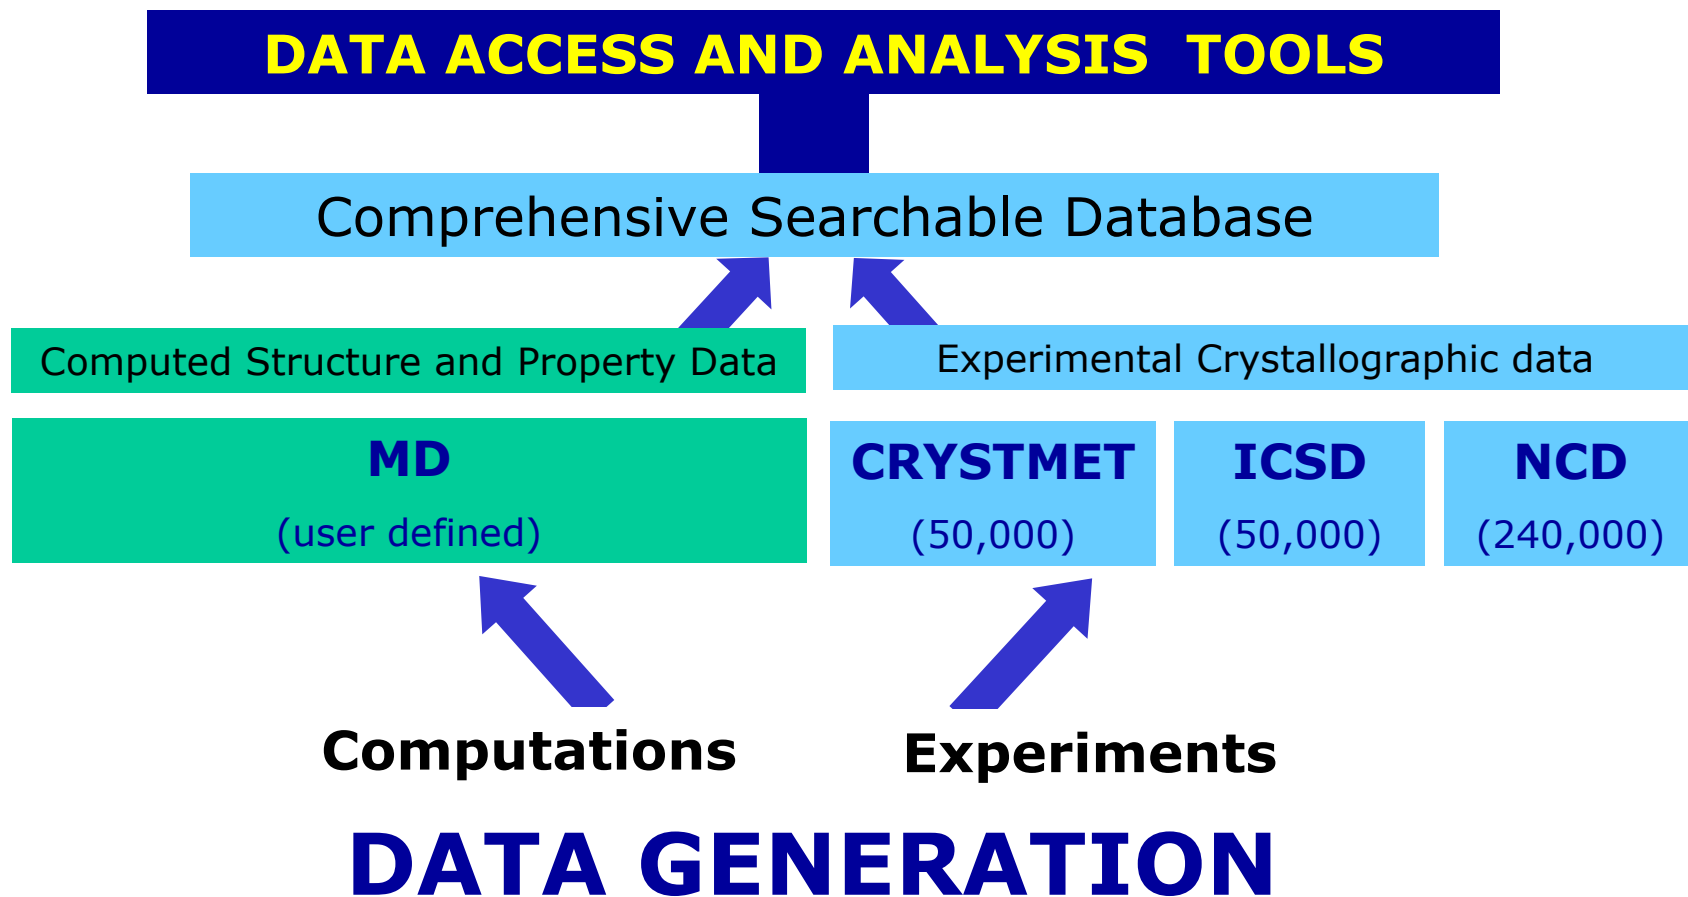 DATA ACCESS AND ANALYSIS TOOLS
Comprehensive Searchable Database
Computed Structure and Property Data
Experimental Crystallographic data
MD
(user defined)
CRYSTMET
(50,000)
ICSD
(50,000)
NCD
(240,000)
Computations
Experiments
DATA GENERATION